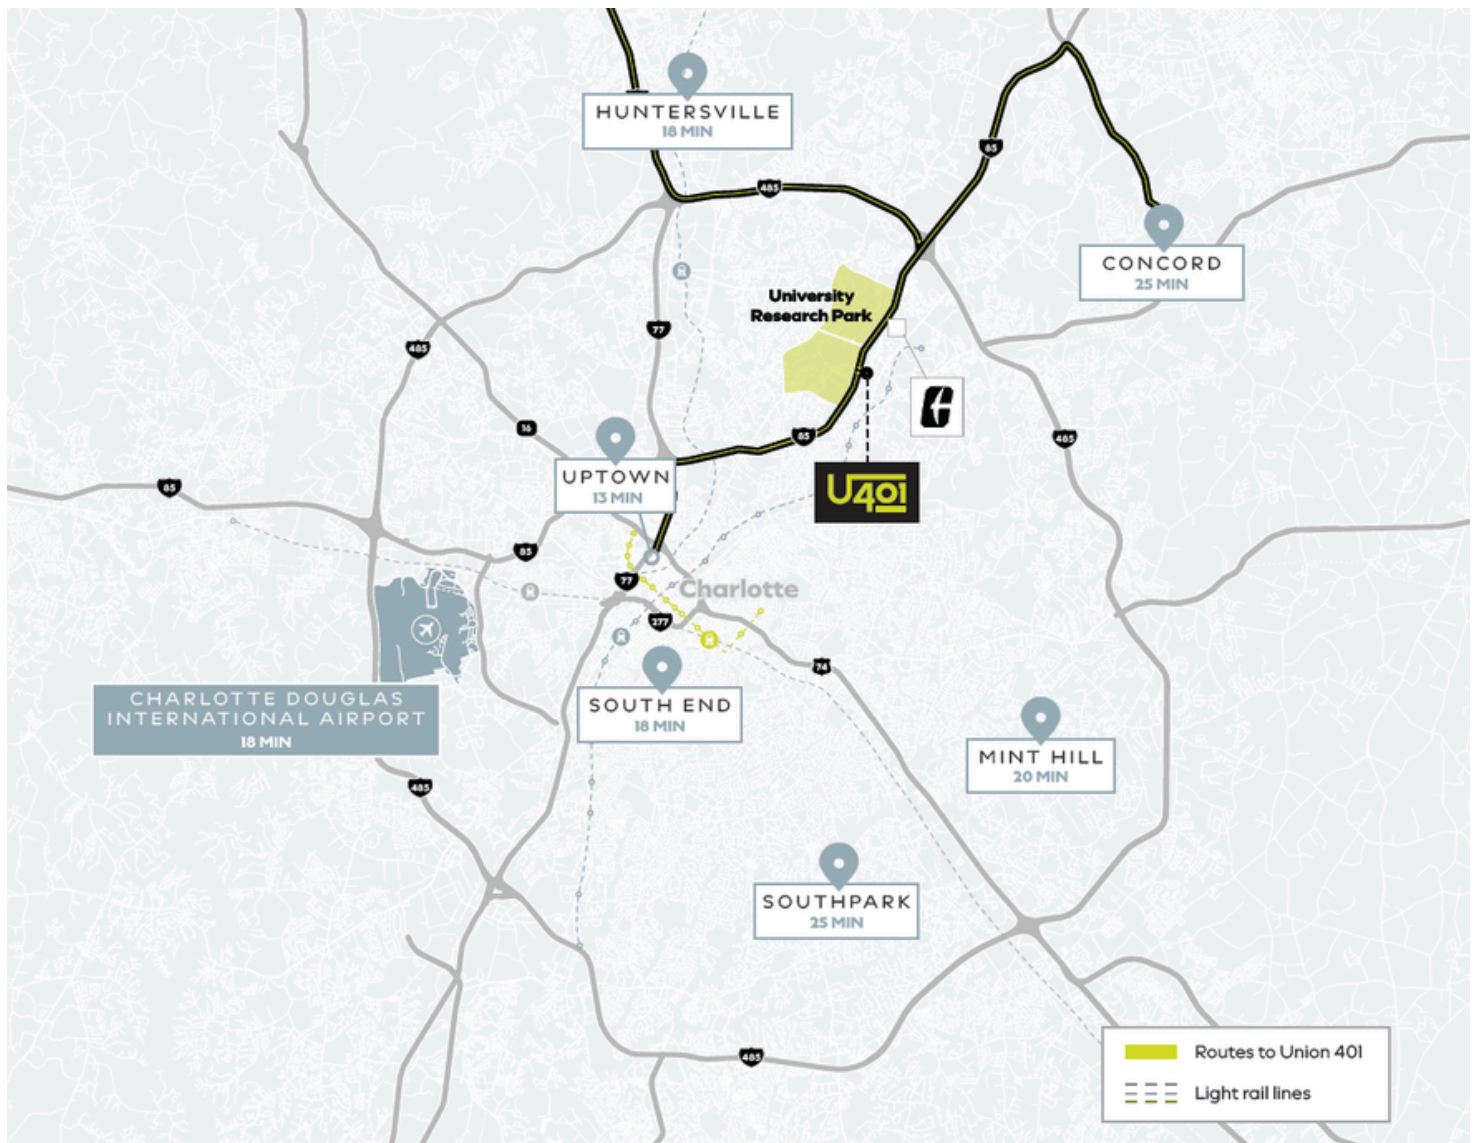 HUNTERSVILLE
18 MIN
485
85
CONCORD
25 MIN
University
Research Park
77
485
16
85
485
UPTOWN
13 MIN
U401
85
85
77
Charlotte
277
74
SOUTH END
18 MIN
CHARLOTTE DOUGLAS
INTERNATIONAL AIRPORT
18 MIN
MINT HILL
20 MIN
485
SOUTHPARK
25 MIN
485
Routes to Union 401
Light rail lines